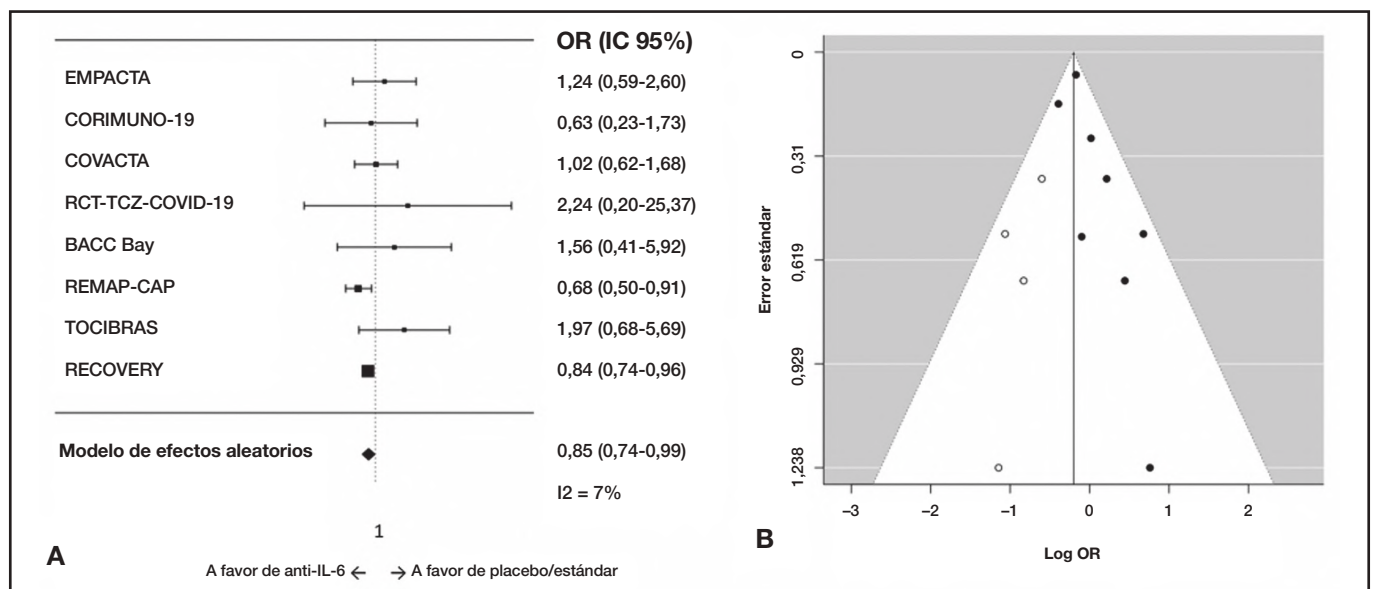 OR (IC 95%)
EMPACTA 1,24 (0,59-2,60)
CORIMUNO-19 0,63 (0,23-1,73)
COVACTA 1,02 (0,62-1,68)
RCT-TCZ-COVID-19 2,24 (0,20-25,37)
BACC Bay 1,56 (0,41-5,92)
REMAP-CAP 0,68 (0,50-0,91)
TOCIBRAS 1,97 (0,68-5,69)
RECOVERY 0,84 (0,74-0,96)
Modelo de efectos aleatorios 0,85 (0,74-0,99)
I2 = 7%
1
A
A favor de anti-IL-6 ← → A favor de placebo/estándar
Error estándar
0
0,31
0,619
0,929
1,238
–3 –2 –1 0 1 2
Log OR
B